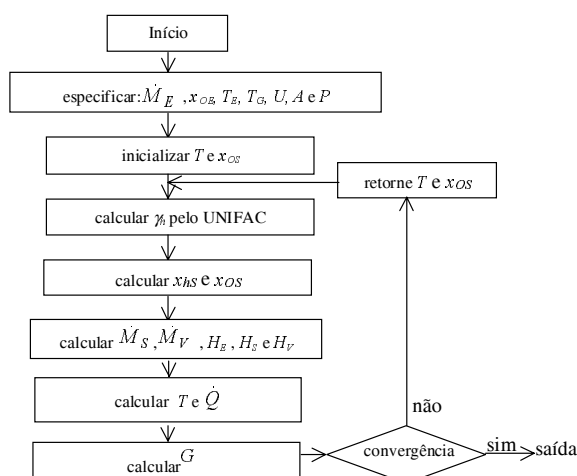 Início
especificar: Ṁ_E , x_OE, T_E, T_G, U, A e P
inicializar T e x_OS
retorne T e x_OS
calcular γ_h pelo UNIFAC
calcular x_hS e x_OS
calcular Ṁ_S , Ṁ_V , H_E , H_S e H_V
calcular T e Q̇
não
calcular G
convergência
sim
saída